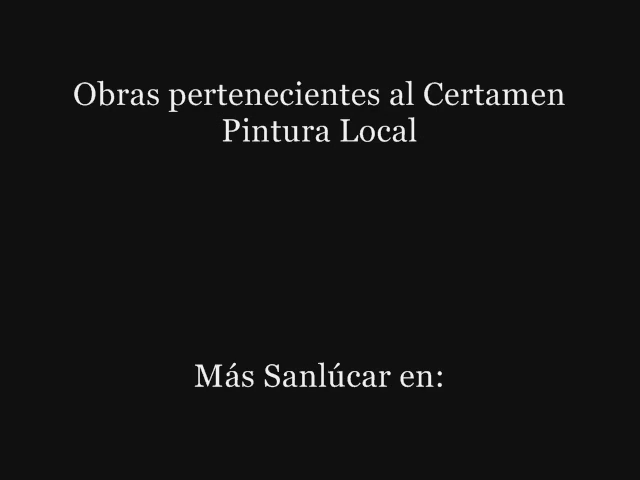 Obras pertenecientes al Certamen
Pintura Local
Más Sanlúcar en: